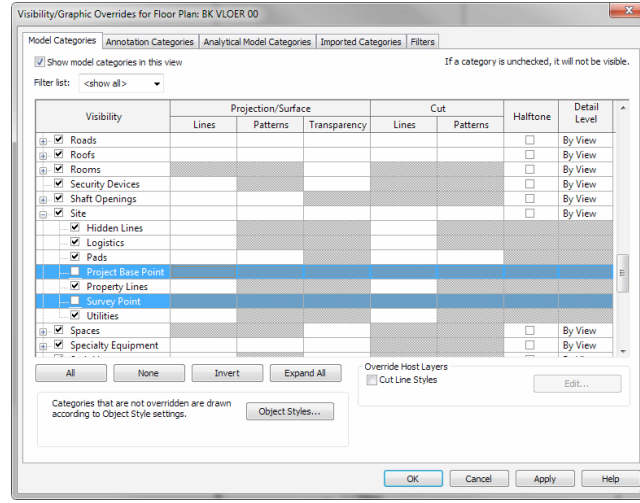 Visibility/Graphic Overrides for Floor Plan: BK VLOER 00
Model Categories Annotation Categories Analytical Model Categories Imported Categories Filters
Show model categories in this view If a category is unchecked, it will not be visible.
Filter list: <show all>
Visibility Projection/Surface Cut Halftone Detail Level
Lines Patterns Transparency Lines Patterns
Roads By View
Roofs By View
Rooms By View
Security Devices By View
Shaft Openings By View
Site By View
Hidden Lines
Logistics
Pads
Project Base Point
Property Lines
Survey Point
Utilities
Spaces By View
Specialty Equipment By View
All None Invert Expand All
Override Host Layers
Cut Line Styles Edit...
Categories that are not overridden are drawn
according to Object Style settings. Object Styles...
OK Cancel Apply Help